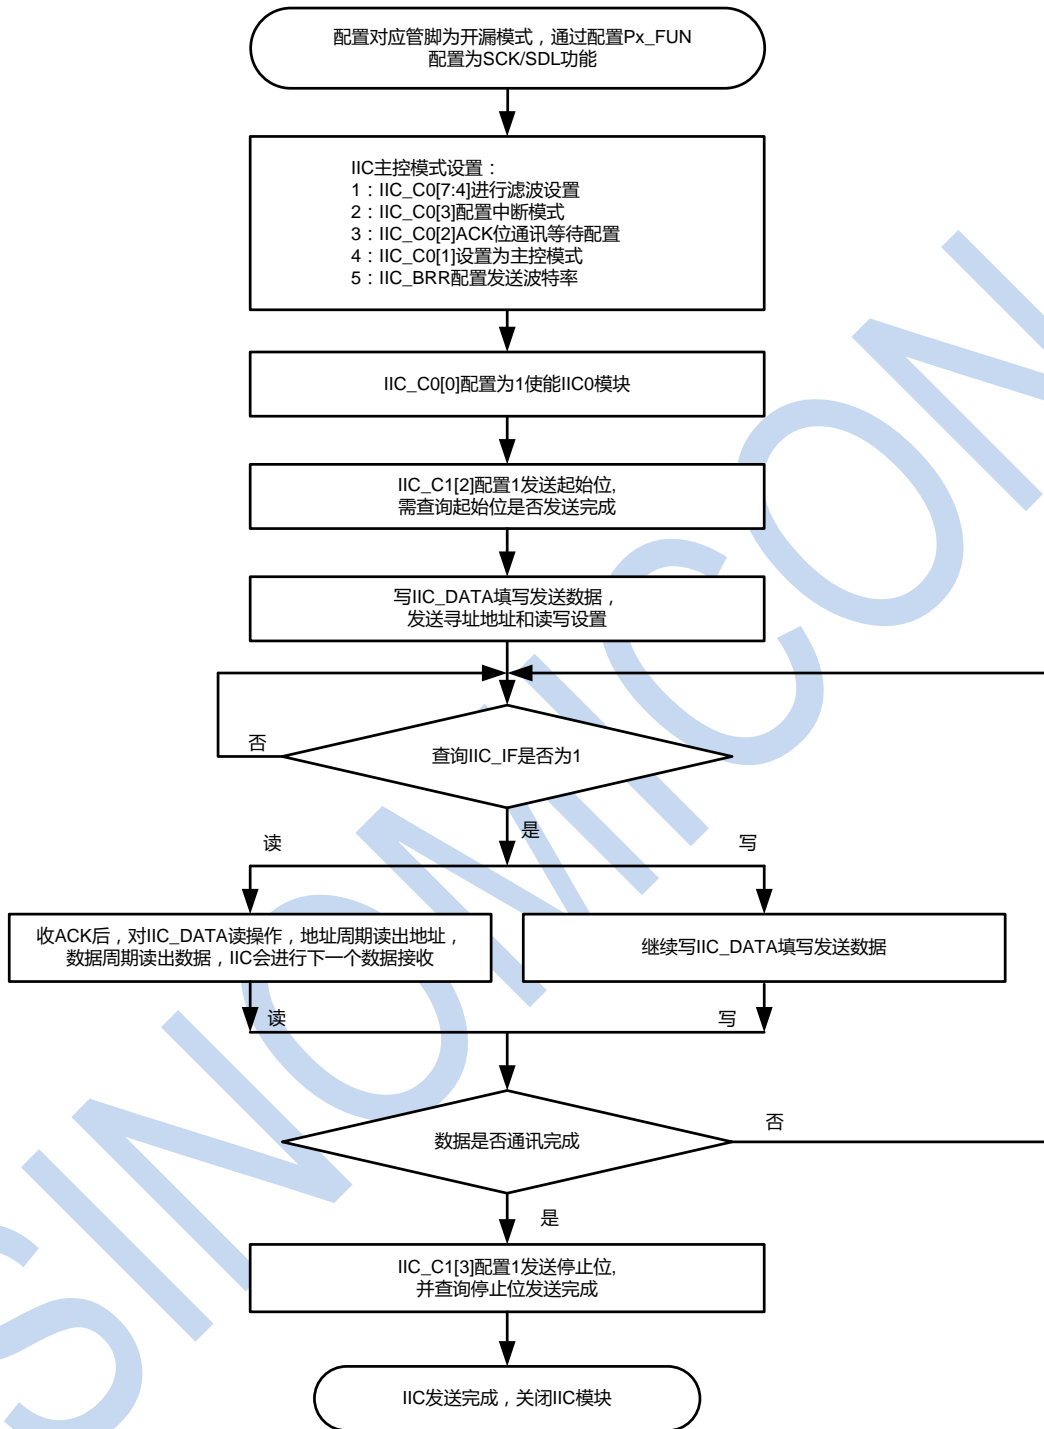 配置对应管脚为开漏模式，通过配置Px_FUN
配置为SCK/SDL功能
IIC主控模式设置：
1：IIC_C0[7:4]进行滤波设置
2：IIC_C0[3]配置中断模式
3：IIC_C0[2]ACK位通讯等待配置
4：IIC_C0[1]设置为主控模式
5：IIC_BRR配置发送波特率
IIC_C0[0]配置为1使能IIC0模块
IIC_C1[2]配置1发送起始位,
需查询起始位是否发送完成
写IIC_DATA填写发送数据，
发送寻址地址和读写设置
否
查询IIC_IF是否为1
是
读
写
收ACK后，对IIC_DATA读操作，地址周期读出地址，
数据周期读出数据，IIC会进行下一个数据接收
继续写IIC_DATA填写发送数据
读
写
数据是否通讯完成
否
是
IIC_C1[3]配置1发送停止位,
并查询停止位发送完成
IIC发送完成，关闭IIC模块
SINOMICON